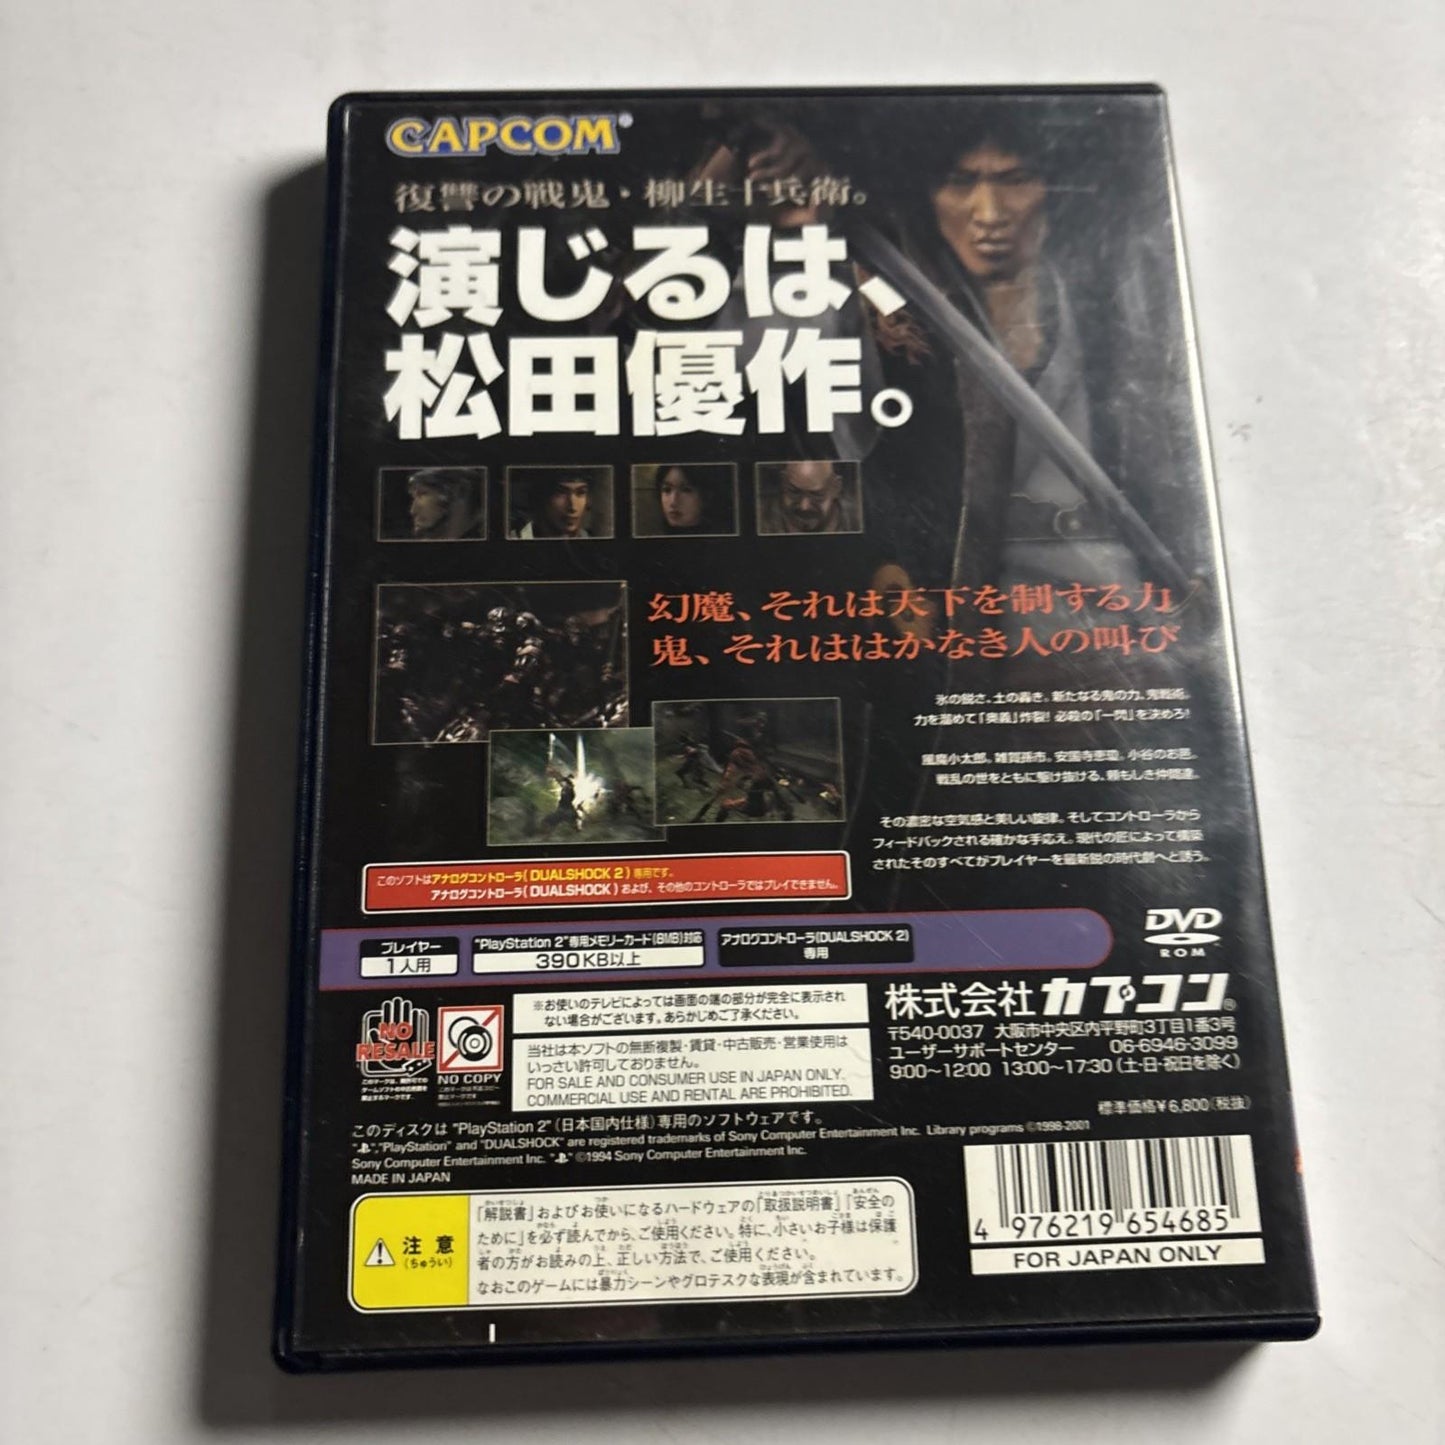 CAPCOM®
復讐の戦鬼・柳生十兵衛。
演じるは、
松田優作。
幻魔、それは天下を制する力
鬼、それははかなき人の叫び
氷の鋭さ、土の轟き。新たなる鬼の力、鬼戦術。
力を溜めて「奥義」炸裂! 必殺の「一閃」を決めろ!
風魔小太郎。雑賀孫市。安国寺恵瓊。小谷のお邑。
戦乱の世をともに駆け抜ける、頼もしき仲間達。
その濃密な空気感と美しい旋律。そしてコントローラから
フィードバックされる確かな手応え。現代の匠によって構築
されたそのすべてがプレイヤーを最新鋭の時代劇へと誘う。
このソフトはアナログコントローラ(DUALSHOCK 2)専用です。
アナログコントローラ(DUALSHOCK)および、その他のコントローラではプレイできません。
プレイヤー
1人用
"PlayStation 2"専用メモリーカード(8MB)対応
390KB以上
アナログコントローラ(DUALSHOCK 2)
専用
DVD
ROM
NO
RESALE
NO COPY
※お使いのテレビによっては画面の端の部分が完全に表示され
ない場合がございます。あらかじめご了承ください。
当社は本ソフトの無断複製・賃貸・中古販売・営業使用は
いっさい許可しておりません。
FOR SALE AND CONSUMER USE IN JAPAN ONLY.
COMMERCIAL USE AND RENTAL ARE PROHIBITED.
株式会社カプコン®
〒540-0037 大阪市中央区内平野町3丁目1番3号
ユーザーサポートセンター 06-6946-3099
9:00〜12:00 13:00〜17:30 (土・日・祝日を除く)
標準価格¥6,800(税抜)
このディスクは "PlayStation 2" (日本国内仕様) 専用のソフトウェアです。
"PlayStation" and "DUALSHOCK" are registered trademarks of Sony Computer Entertainment Inc. Library programs ©1998-2001
Sony Computer Entertainment Inc. ©1994 Sony Computer Entertainment Inc.
MADE IN JAPAN
注意
(ちゅうい)
「解説書」およびお使いになるハードウェアの「取扱説明書」「安全の
ために」を必ず読んでから、ご使用ください。特に、小さいお子様は保護
者の方がお読みの上、正しい方法で、ご使用ください。
なおこのゲームには暴力シーンやグロテスクな表現が含まれています。
4 976219 654685
FOR JAPAN ONLY